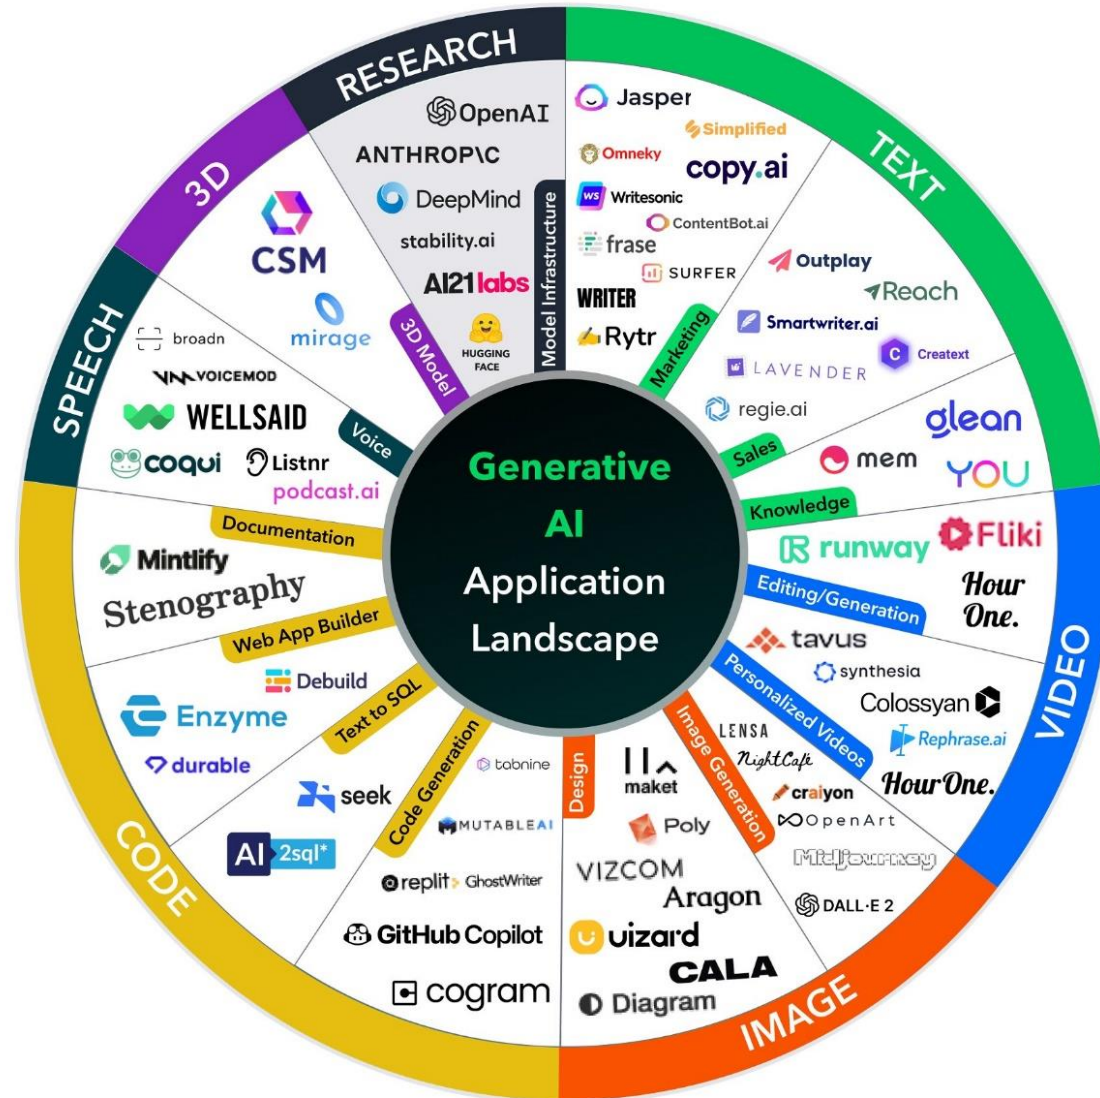 Generative
AI
Application
Landscape
RESEARCH
OpenAI
ANTHROP\C
DeepMind
stability.ai
AI21labs
HUGGING
FACE
Model Infrastructure
TEXT
Jasper
Simplified
Omneky
copy.ai
WS Writesonic
ContentBot.ai
frase
SURFER
WRITER
Rytr
Marketing
Outplay
Reach
Smartwriter.ai
C Creatext
LAVENDER
regie.ai
Sales
glean
mem
YOU
Knowledge
VIDEO
runway
Fliki
Hour
One.
Editing/Generation
tavus
synthesia
Colossyan
Rephrase.ai
HourOne.
Personalized Videos
IMAGE
LENSA
NightCafé
craiyon
OpenArt
Midjourney
DALL·E 2
Image Generation
maket
Poly
VIZCOM
Aragon
uizard
CALA
Diagram
Design
CODE
tabnine
MUTABLEAI
replit GhostWriter
GitHub Copilot
cogram
Code Generation
seek
AI 2sql*
Text to SQL
Debuild
Enzyme
durable
Web App Builder
Mintlify
Stenography
Documentation
SPEECH
broadn
VOICEMOD
WELLSAID
coqui
Listnr
podcast.ai
Voice
3D
CSM
mirage
3D Model